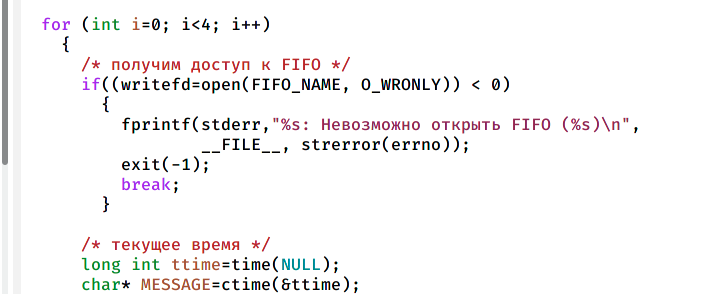 for (int i=0; i<4; i++)
{
/* получим доступ к FIFO */
if((writefd=open(FIFO_NAME, O_WRONLY)) < 0)
{
fprintf(stderr,"%s: Невозможно открыть FIFO (%s)\n",
__FILE__, strerror(errno));
exit(-1);
break;
}
/* текущее время */
long int ttime=time(NULL);
char* MESSAGE=ctime(&ttime);